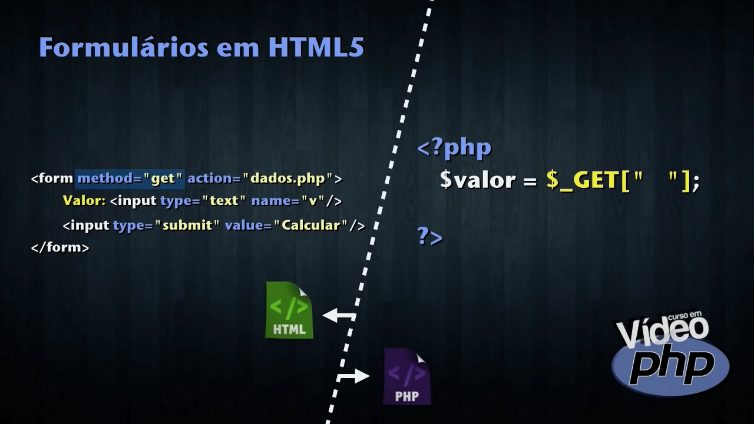 Formulários em HTML5
<form method="get" action="dados.php">
Valor: <input type="text" name="v"/>
<input type="submit" value="Calcular"/>
</form>
<?php
$valor = $_GET["  "];
?>
HTML
PHP
curso em
Vídeo
php